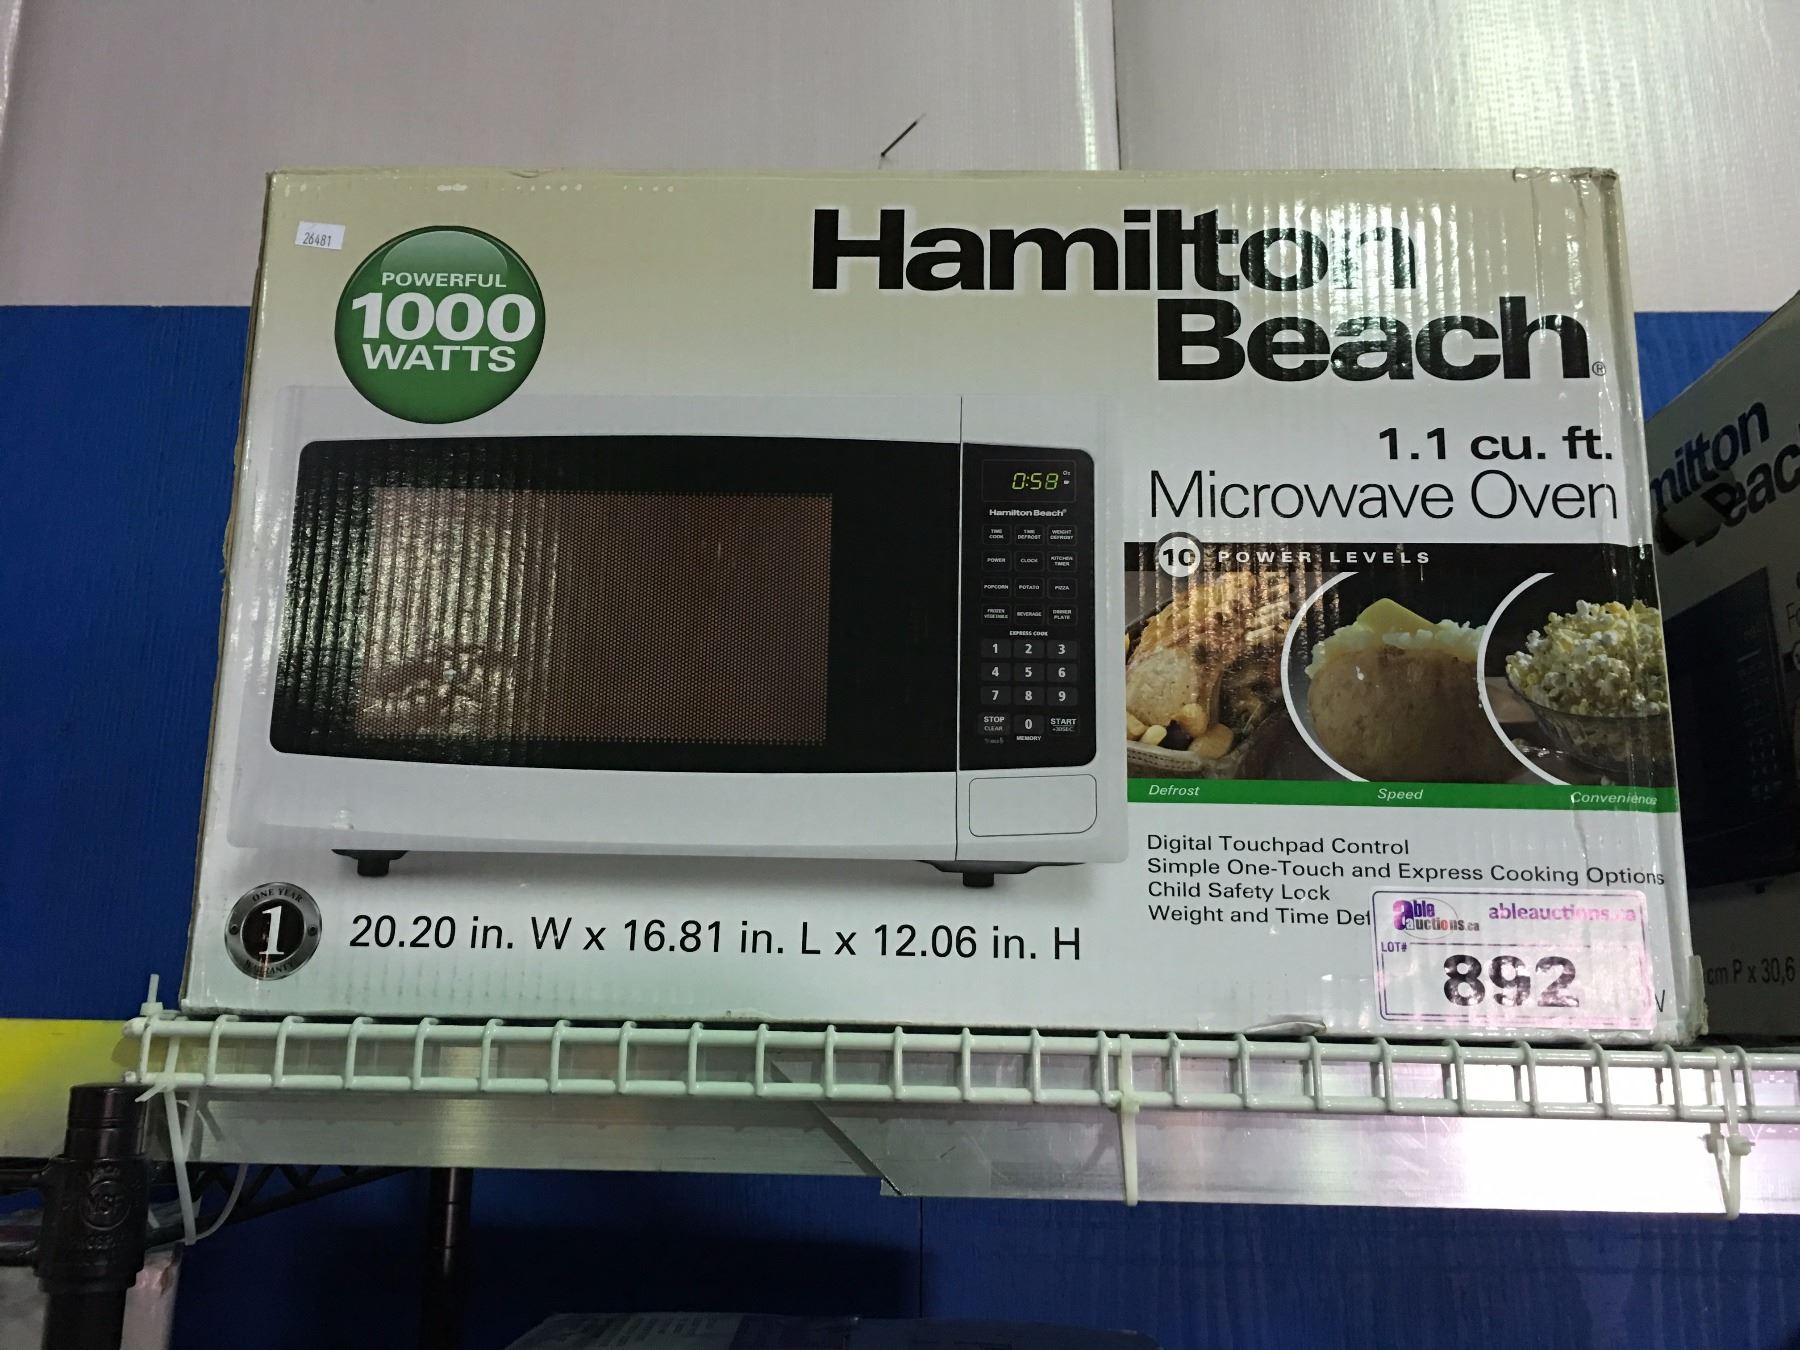 26481
POWERFUL
1000
WATTS
Hamilton
Beach®
1.1 cu. ft.
Microwave Oven
10 POWER LEVELS
0:58
Hamilton Beach®
TIME COOK TIME DEFROST WEIGHT DEFROST
POWER CLOCK KITCHEN TIMER
POPCORN POTATO PIZZA
FROZEN VEGETABLE BEVERAGE DINNER PLATE
EXPRESS COOK
1 2 3
4 5 6
7 8 9
STOP CLEAR 0 START +30SEC
MEMORY
Defrost Speed Convenience
Digital Touchpad Control
Simple One-Touch and Express Cooking Options
Child Safety Lock
Weight and Time Def
ONE YEAR
1
WARRANTY
20.20 in. W x 16.81 in. L x 12.06 in. H
able auctions.ca
ableauctions.ca
LOT#
892
milton
Beac
cm P x 30,6
NSF